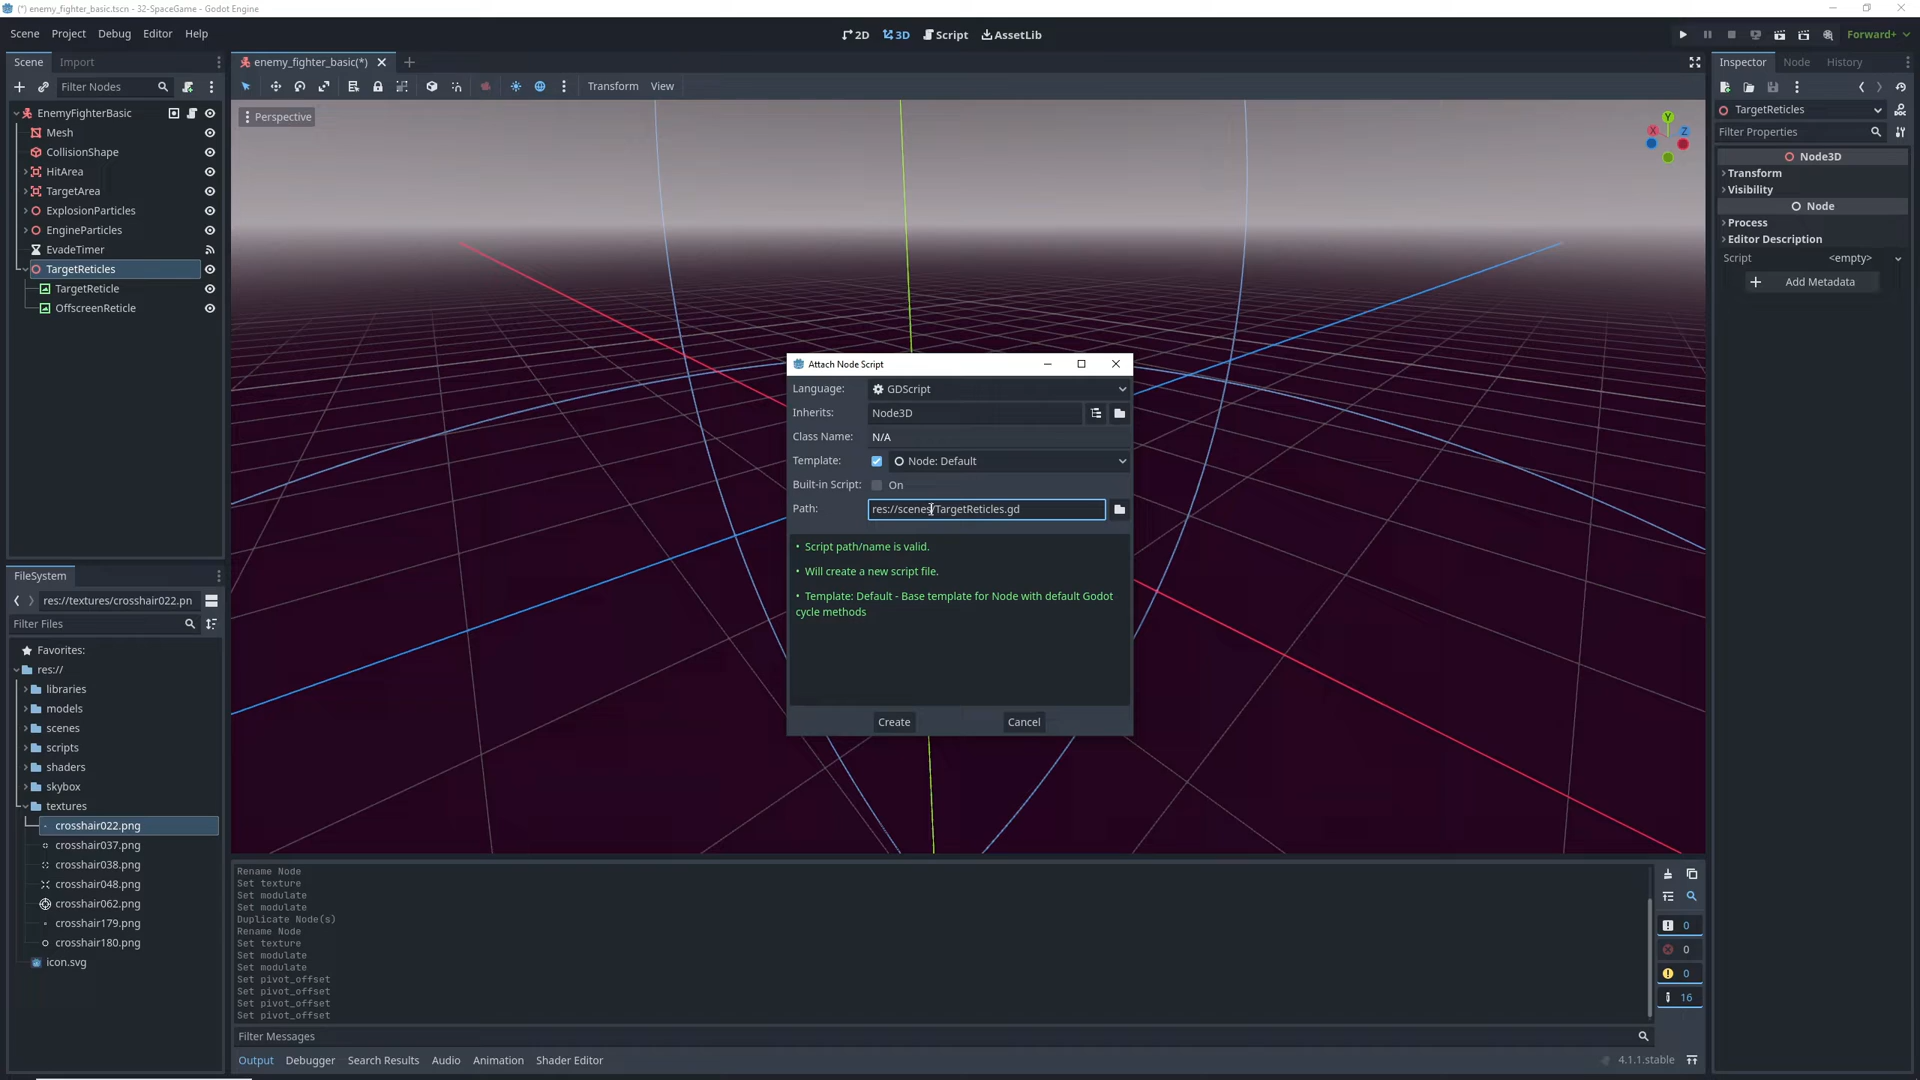 (*) enemy_fighter_basic.tscn - 32-SpaceGame - Godot Engine
Scene Project Debug Editor Help
2D 3D Script AssetLib
Forward+
Scene Import
Filter Nodes
EnemyFighterBasic
Mesh
CollisionShape
HitArea
TargetArea
ExplosionParticles
EngineParticles
EvadeTimer
TargetReticles
TargetReticle
OffscreenReticle
FileSystem
res://textures/crosshair022.pn
Filter Files
Favorites:
res://
libraries
models
scenes
scripts
shaders
skybox
textures
crosshair022.png
crosshair037.png
crosshair038.png
crosshair048.png
crosshair062.png
crosshair179.png
crosshair180.png
icon.svg
enemy_fighter_basic(*)
Transform View
Perspective
Y
X
Z
Attach Node Script
Language: GDScript
Inherits: Node3D
Class Name: N/A
Template: Node: Default
Built-in Script: On
Path: res://scenes/TargetReticles.gd
• Script path/name is valid.
• Will create a new script file.
• Template: Default - Base template for Node with default Godot
cycle methods
Create Cancel
Rename Node
Set texture
Set modulate
Set modulate
Duplicate Node(s)
Rename Node
Set texture
Set modulate
Set modulate
Set pivot_offset
Set pivot_offset
Set pivot_offset
Set pivot_offset
0
0
0
16
Filter Messages
Output Debugger Search Results Audio Animation Shader Editor
4.1.1.stable
Inspector Node History
TargetReticles
Filter Properties
Node3D
Transform
Visibility
Node
Process
Editor Description
Script <empty>
Add Metadata